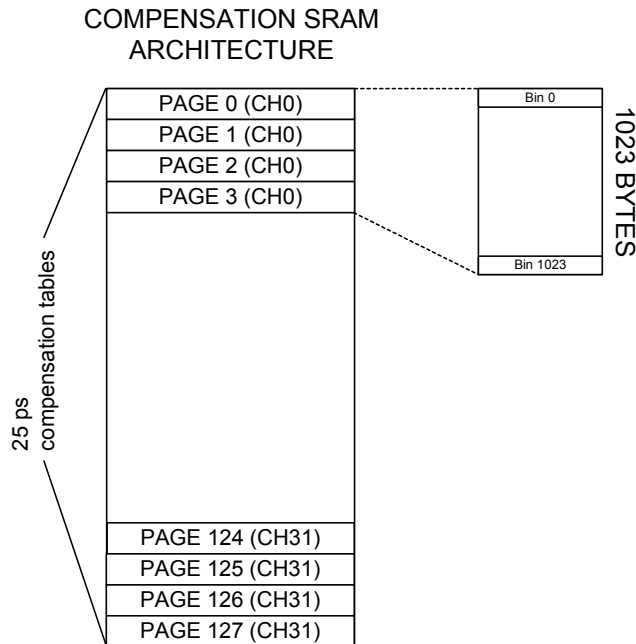 COMPENSATION SRAM
ARCHITECTURE
PAGE 0 (CH0)
PAGE 1 (CH0)
PAGE 2 (CH0)
PAGE 3 (CH0)
Bin 0
Bin 1023
1023 BYTES
25 ps
compensation tables
PAGE 124 (CH31)
PAGE 125 (CH31)
PAGE 126 (CH31)
PAGE 127 (CH31)